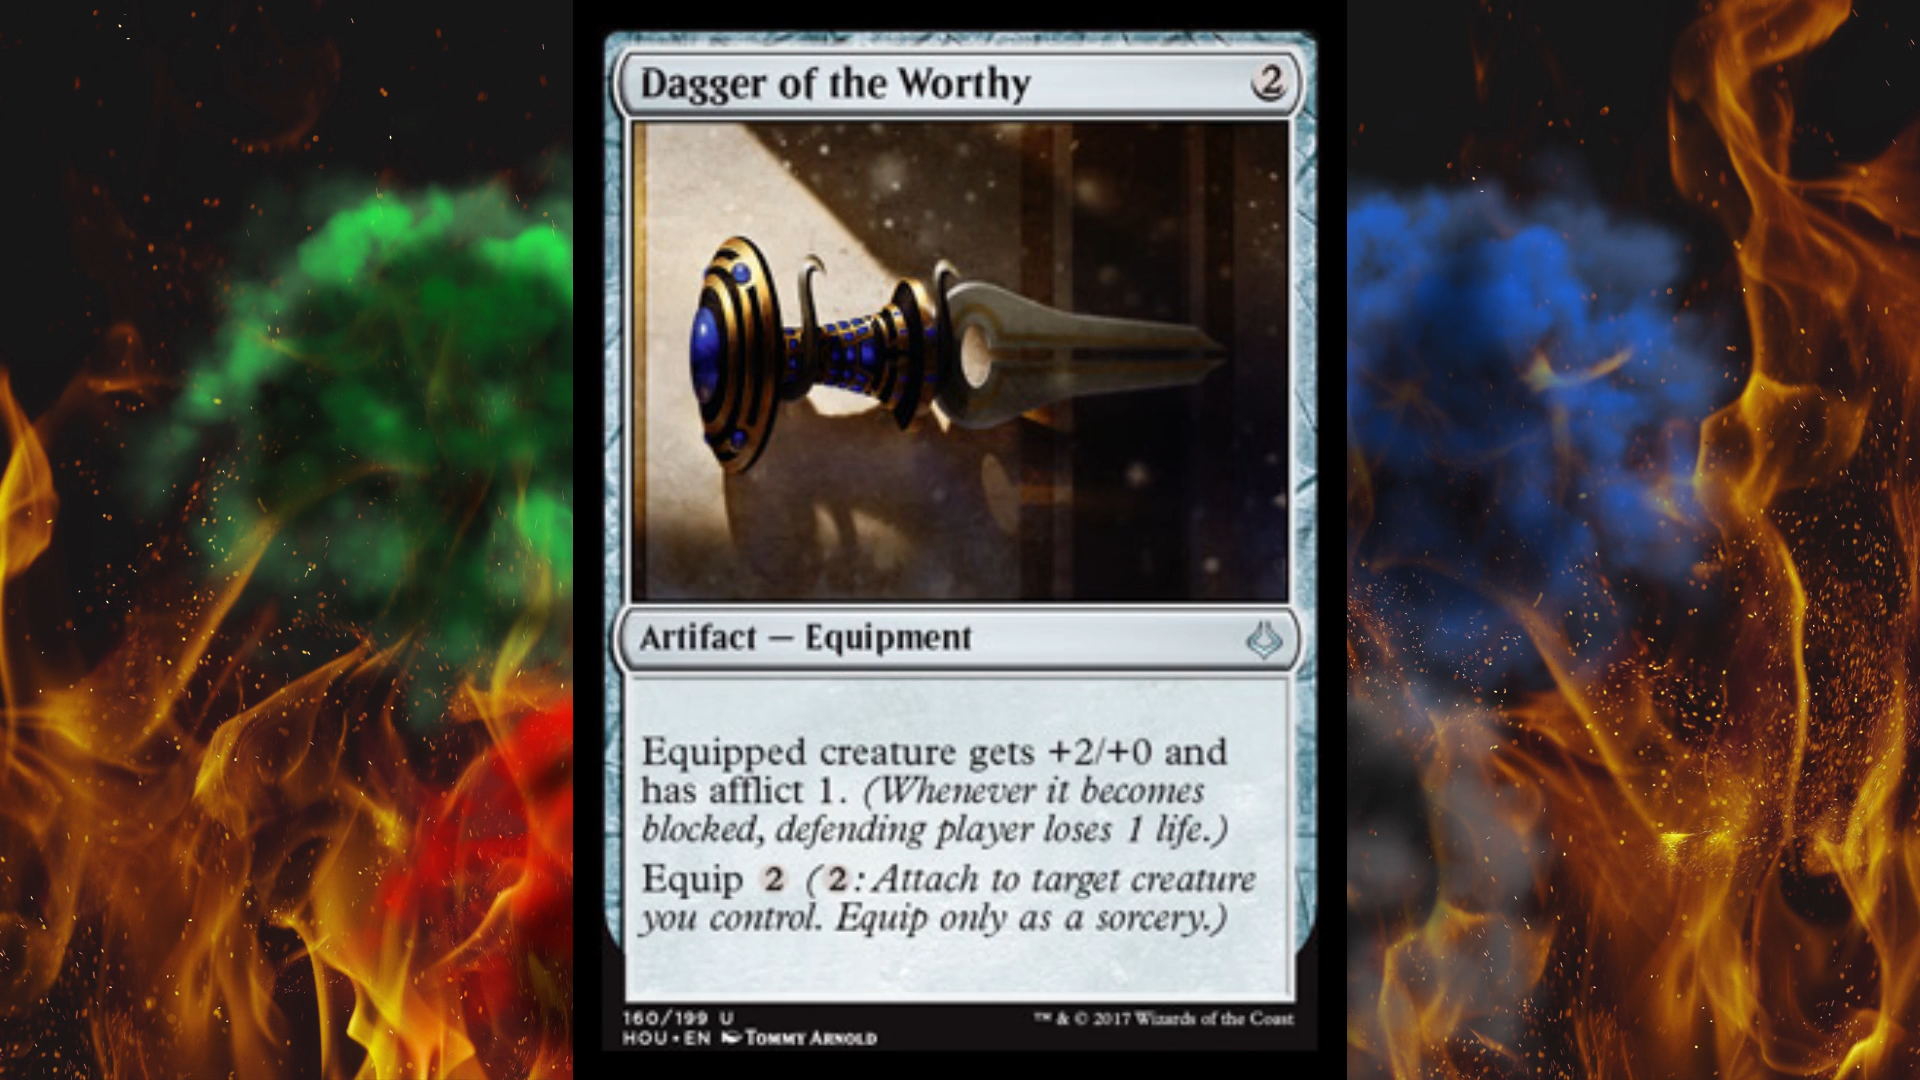 Dagger of the Worthy 2
Artifact — Equipment
Equipped creature gets +2/+0 and
has afflict 1. (Whenever it becomes
blocked, defending player loses 1 life.)
Equip 2 (2: Attach to target creature
you control. Equip only as a sorcery.)
160/199 U
™ & © 2017 Wizards of the Coast
HOU • EN Tommy Arnold